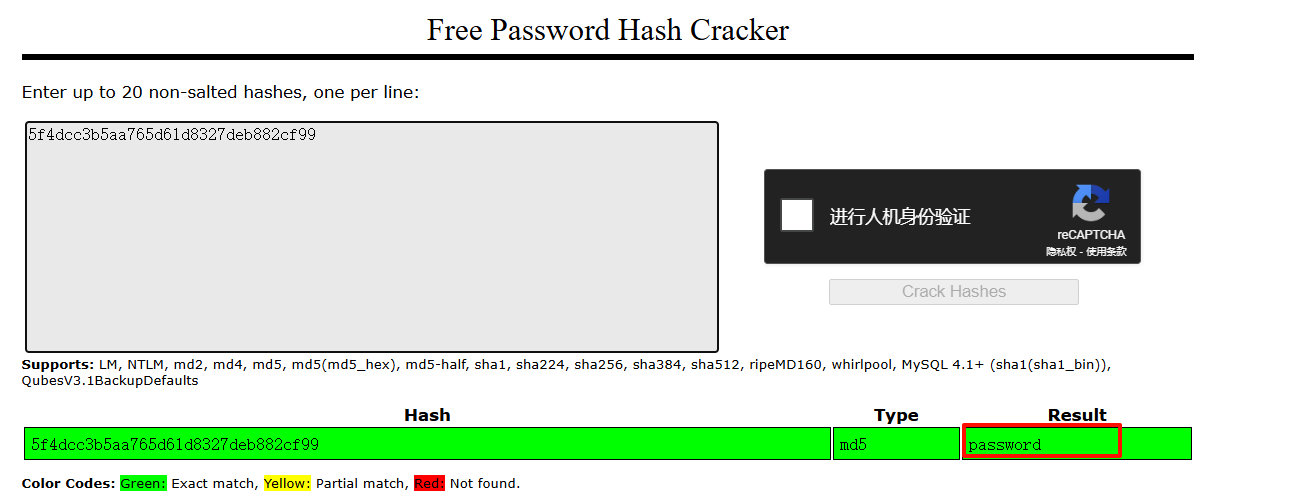 Free Password Hash Cracker
Enter up to 20 non-salted hashes, one per line:
5f4dcc3b5aa765d61d8327deb882cf99
进行人机身份验证
reCAPTCHA
隐私权 - 使用条款
Crack Hashes
Supports: LM, NTLM, md2, md4, md5, md5(md5_hex), md5-half, sha1, sha224, sha256, sha384, sha512, ripeMD160, whirlpool, MySQL 4.1+ (sha1(sha1_bin)),
QubesV3.1BackupDefaults
Hash Type Result
5f4dcc3b5aa765d61d8327deb882cf99 md5 password
Color Codes: Green: Exact match, Yellow: Partial match, Red: Not found.